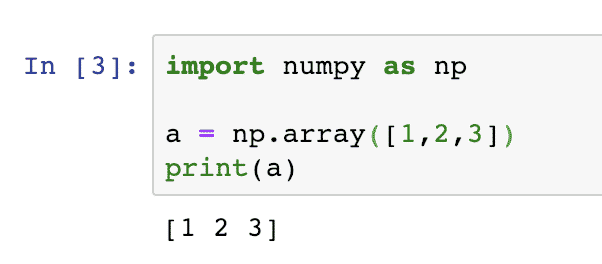 In [3]: import numpy as np
a = np.array([1,2,3])
print(a)
[1 2 3]